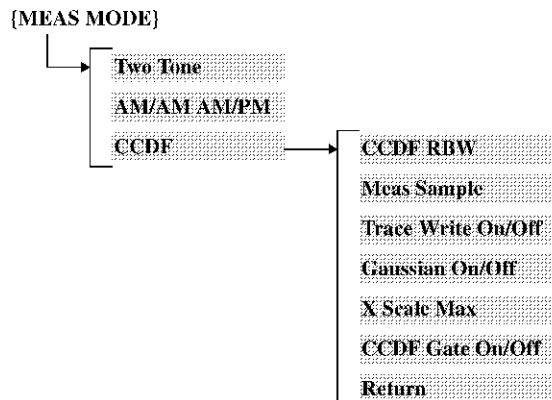 {MEAS MODE}
Two Tone
AM/AM AM/PM
CCDF
CCDF RBW
Meas Sample
Trace Write On/Off
Gaussian On/Off
X Scale Max
CCDF Gate On/Off
Return